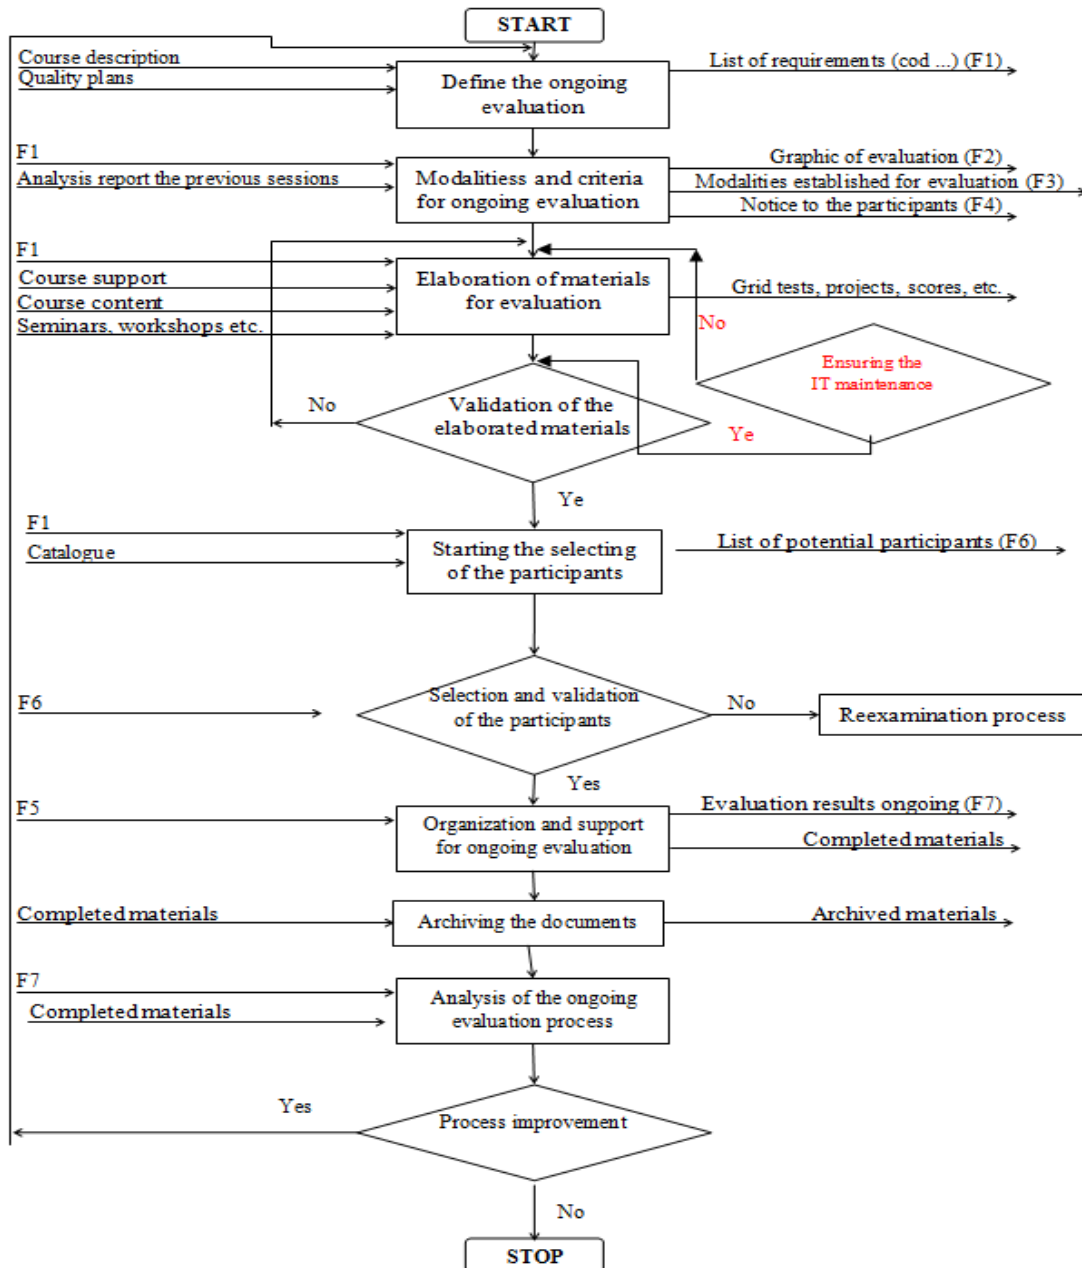 START
Course description
Quality plans
Define the ongoing
evaluation
List of requirements (cod ...) (F1)
F1
Analysis report the previous sessions
Modalitiess and criteria
for ongoing evaluation
Graphic of evaluation (F2)
Modalities established for evaluation (F3)
Notice to the participants (F4)
F1
Course support
Course content
Seminars, workshops etc.
Elaboration of materials
for evaluation
Grid tests, projects, scores, etc.
No
Ensuring the
IT maintenance
No
Validation of the
elaborated materials
Ye
Ye
F1
Catalogue
Starting the selecting
of the participants
List of potential participants (F6)
F6
Selection and validation
of the participants
No
Reexamination process
Yes
F5
Organization and support
for ongoing evaluation
Evaluation results ongoing (F7)
Completed materials
Completed materials
Archiving the documents
Archived materials
F7
Completed materials
Analysis of the ongoing
evaluation process
Yes
Process improvement
No
STOP